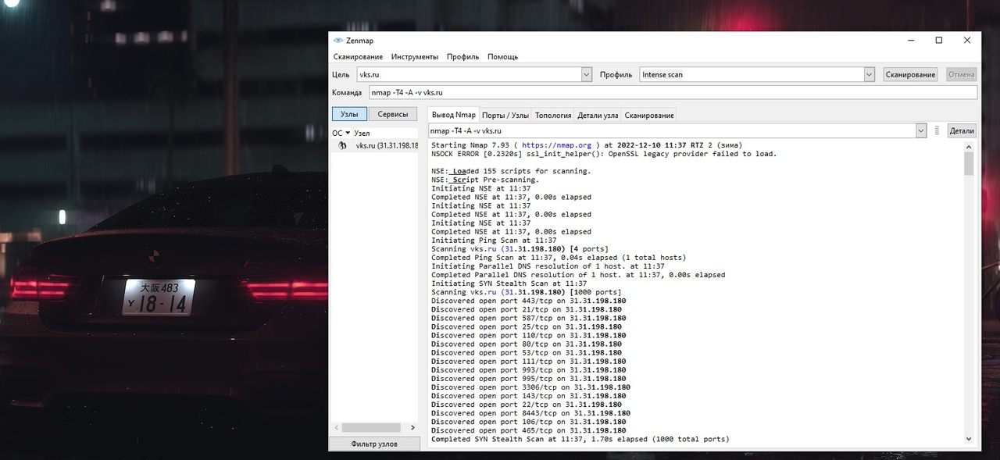 Zenmap
Сканирование Инструменты Профиль Помощь
Цель vks.ru Профиль Intense scan Сканирование Отмена
Команда nmap -T4 -A -v vks.ru
Узлы Сервисы Вывод Nmap Порты / Узлы Топология Детали узла Сканирование
nmap -T4 -A -v vks.ru Детали
ОС Узел
vks.ru (31.31.198.18
Starting Nmap 7.93 ( https://nmap.org ) at 2022-12-10 11:37 RTZ 2 (зима)
NSOCK ERROR [0.2320s] ssl_init_helper(): OpenSSL legacy provider failed to load.
NSE: Loaded 155 scripts for scanning.
NSE: Script Pre-scanning.
Initiating NSE at 11:37
Completed NSE at 11:37, 0.00s elapsed
Initiating NSE at 11:37
Completed NSE at 11:37, 0.00s elapsed
Initiating NSE at 11:37
Completed NSE at 11:37, 0.00s elapsed
Initiating Ping Scan at 11:37
Scanning vks.ru (31.31.198.180) [4 ports]
Completed Ping Scan at 11:37, 0.04s elapsed (1 total hosts)
Initiating Parallel DNS resolution of 1 host. at 11:37
Completed Parallel DNS resolution of 1 host. at 11:37, 0.00s elapsed
Initiating SYN Stealth Scan at 11:37
Scanning vks.ru (31.31.198.180) [1000 ports]
Discovered open port 443/tcp on 31.31.198.180
Discovered open port 21/tcp on 31.31.198.180
Discovered open port 587/tcp on 31.31.198.180
Discovered open port 25/tcp on 31.31.198.180
Discovered open port 110/tcp on 31.31.198.180
Discovered open port 80/tcp on 31.31.198.180
Discovered open port 53/tcp on 31.31.198.180
Discovered open port 111/tcp on 31.31.198.180
Discovered open port 993/tcp on 31.31.198.180
Discovered open port 995/tcp on 31.31.198.180
Discovered open port 3306/tcp on 31.31.198.180
Discovered open port 143/tcp on 31.31.198.180
Discovered open port 22/tcp on 31.31.198.180
Discovered open port 8443/tcp on 31.31.198.180
Discovered open port 106/tcp on 31.31.198.180
Discovered open port 465/tcp on 31.31.198.180
Completed SYN Stealth Scan at 11:37, 1.70s elapsed (1000 total ports)
Фильтр узлов
大阪 483
18-14